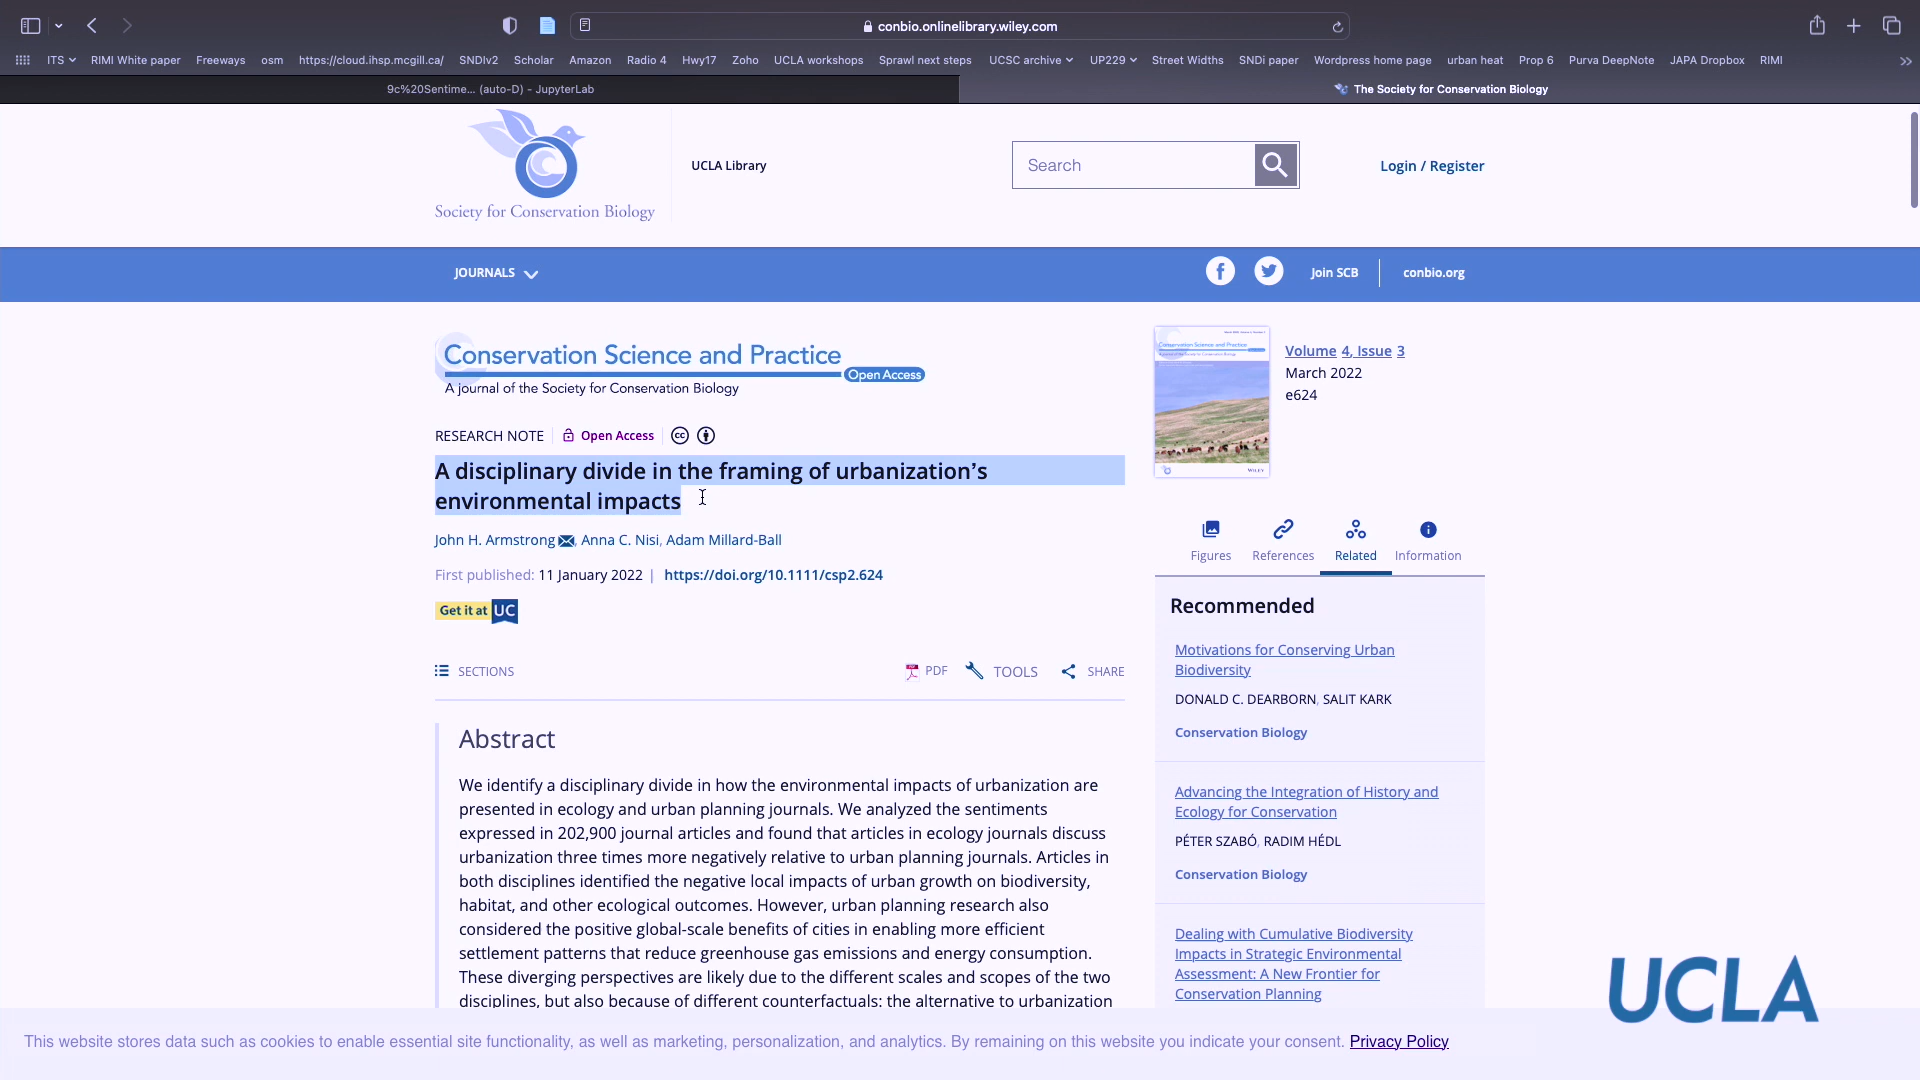 conbio.onlinelibrary.wiley.com
ITS RIMI White paper Freeways osm https://cloud.ihsp.mcgill.ca/ SNDIv2 Scholar Amazon Radio 4 Hwy17 Zoho UCLA workshops Sprawl next steps UCSC archive UP229 Street Widths SNDi paper Wordpress home page urban heat Prop 6 Purva DeepNote JAPA Dropbox RIMI
9c%20Sentime... (auto-D) - JupyterLab
The Society for Conservation Biology
Society for Conservation Biology
UCLA Library
Search
Login / Register
JOURNALS
Join SCB
conbio.org
Conservation Science and Practice
Open Access
A journal of the Society for Conservation Biology
RESEARCH NOTE Open Access cc
A disciplinary divide in the framing of urbanization’s
environmental impacts
John H. Armstrong, Anna C. Nisi, Adam Millard-Ball
First published: 11 January 2022 | https://doi.org/10.1111/csp2.624
Get it at UC
SECTIONS
PDF
TOOLS
SHARE
Abstract
We identify a disciplinary divide in how the environmental impacts of urbanization are
presented in ecology and urban planning journals. We analyzed the sentiments
expressed in 202,900 journal articles and found that articles in ecology journals discuss
urbanization three times more negatively relative to urban planning journals. Articles in
both disciplines identified the negative local impacts of urban growth on biodiversity,
habitat, and other ecological outcomes. However, urban planning research also
considered the positive global-scale benefits of cities in enabling more efficient
settlement patterns that reduce greenhouse gas emissions and energy consumption.
These diverging perspectives are likely due to the different scales and scopes of the two
disciplines, but also because of different counterfactuals: the alternative to urbanization
Conservation Science and Practice
WILEY
Volume 4, Issue 3
March 2022
e624
Figures
References
Related
Information
Recommended
Motivations for Conserving Urban
Biodiversity
DONALD C. DEARBORN, SALIT KARK
Conservation Biology
Advancing the Integration of History and
Ecology for Conservation
PÉTER SZABÓ, RADIM HÉDL
Conservation Biology
Dealing with Cumulative Biodiversity
Impacts in Strategic Environmental
Assessment: A New Frontier for
Conservation Planning
UCLA
This website stores data such as cookies to enable essential site functionality, as well as marketing, personalization, and analytics. By remaining on this website you indicate your consent. Privacy Policy